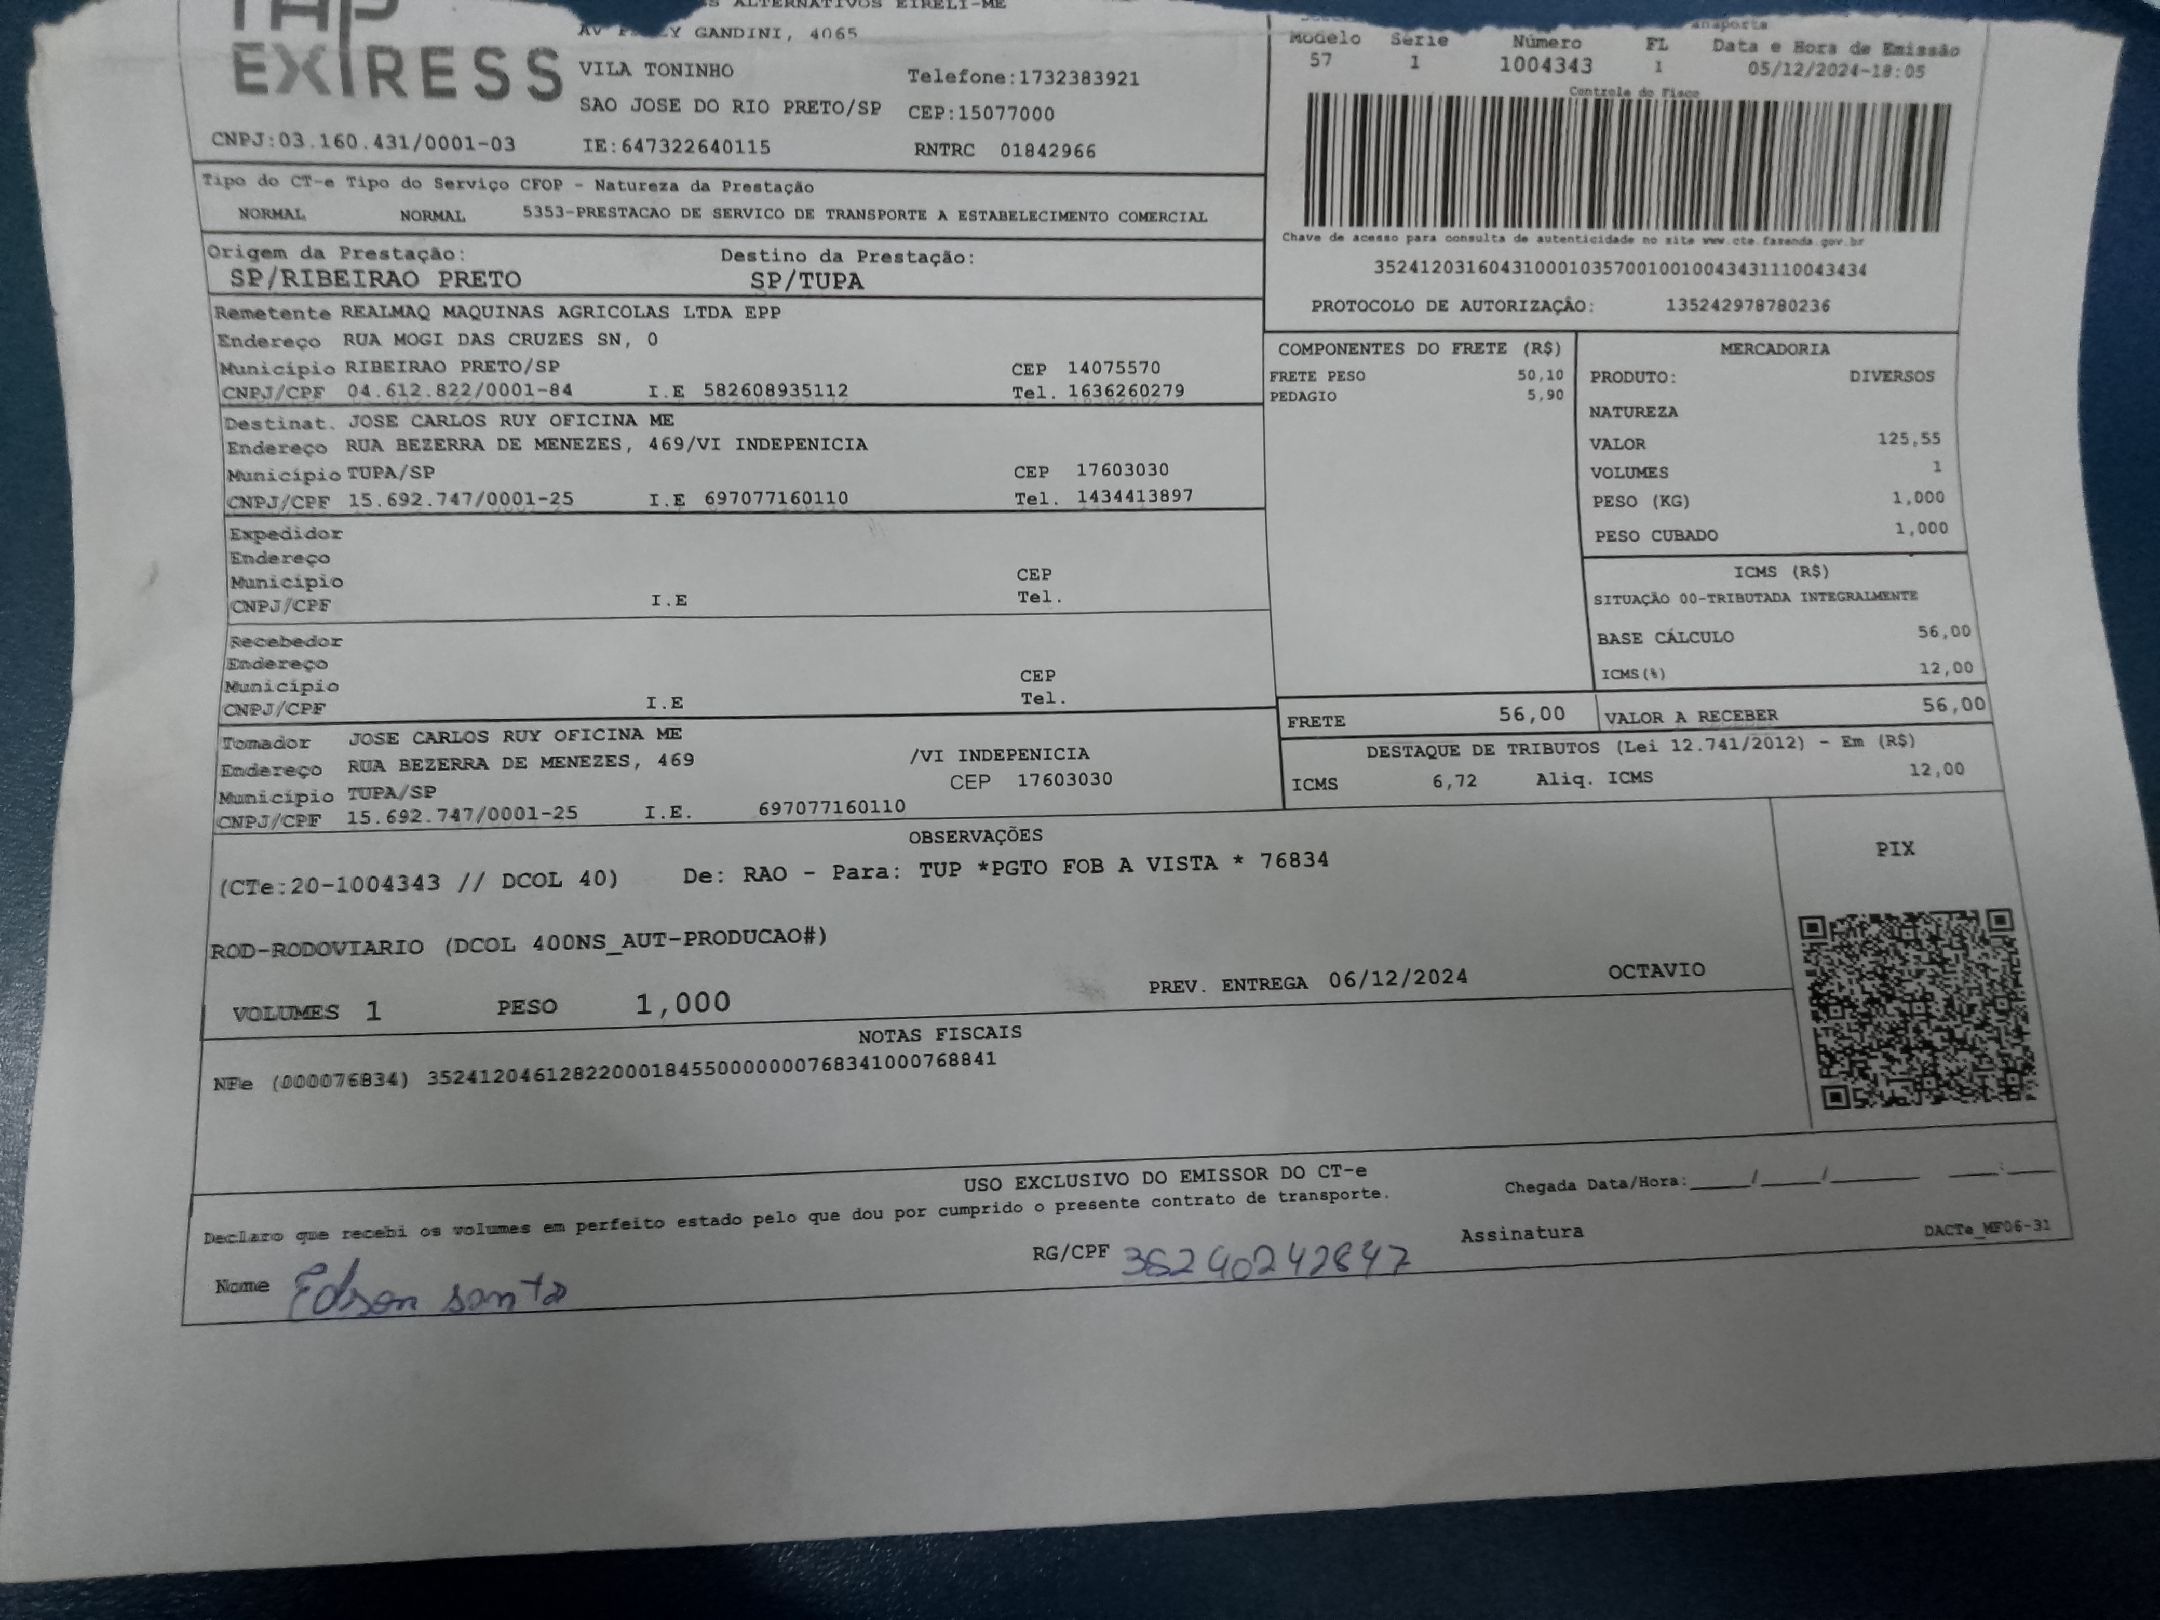 EXPRESS
ALTERNATIVOS EIRELI-ME
GANDINI, 4065
VILA TONINHO
Telefone:1732383921
SAO JOSE DO RIO PRETO/SP
CEP:15077000
CNPJ:03.160.431/0001-03
IE:647322640115
RNTRC 01842966
Modelo Série Número FL Data e Hora de Emissão
57 1 1004343 1 05/12/2024-18:05
Controle do Fisco
Chave de acesso para consulta de autenticidade no site www.cte.fazenda.gov.br
35241203160431000103570010010043431110043434
PROTOCOLO DE AUTORIZAÇÂO: 135242978780236
Tipo do CT-e Tipo do Serviço CFOP - Natureza da Prestação
NORMAL NORMAL 5353-PRESTACAO DE SERVICO DE TRANSPORTE A ESTABELECIMENTO COMERCIAL
Origem da Prestação: Destino da Prestação:
SP/RIBEIRAO PRETO SP/TUPA
Remetente REALMAQ MAQUINAS AGRICOLAS LTDA EPP
Endereço RUA MOGI DAS CRUZES SN, 0
Município RIBEIRAO PRETO/SP CEP 14075570
CNPJ/CPF 04.612.822/0001-84 I.E 582608935112 Tel. 1636260279
Destinat. JOSE CARLOS RUY OFICINA ME
Endereço RUA BEZERRA DE MENEZES, 469/VI INDEPENICIA
Município TUPA/SP CEP 17603030
CNPJ/CPF 15.692.747/0001-25 I.E 697077160110 Tel. 1434413897
Expedidor
Endereço
Município CEP
CNPJ/CPF I.E Tel.
Recebedor
Endereço
Município CEP
CNPJ/CPF I.E Tel.
Tomador JOSE CARLOS RUY OFICINA ME
Endereço RUA BEZERRA DE MENEZES, 469 /VI INDEPENICIA
Município TUPA/SP CEP 17603030
CNPJ/CPF 15.692.747/0001-25 I.E. 697077160110
COMPONENTES DO FRETE (R$)
FRETE PESO 50,10
PEDAGIO 5,90
MERCADORIA
PRODUTO: DIVERSOS
NATUREZA
VALOR 125,55
VOLUMES 1
PESO (KG) 1,000
PESO CUBADO 1,000
ICMS (R$)
SITUAÇÃO 00-TRIBUTADA INTEGRALMENTE
BASE CÁLCULO 56,00
ICMS(%) 12,00
FRETE 56,00 VALOR A RECEBER 56,00
DESTAQUE DE TRIBUTOS (Lei 12.741/2012) - Em (R$)
ICMS 6,72 Aliq. ICMS 12,00
OBSERVAÇÕES
(CTe:20-1004343 // DCOL 40) De: RAO - Para: TUP *PGTO FOB A VISTA * 76834
ROD-RODOVIARIO (DCOL 400NS_AUT-PRODUCAO#)
VOLUMES 1 PESO 1,000 PREV. ENTREGA 06/12/2024 OCTAVIO
PIX
NOTAS FISCAIS
NFe (000076834) 35241204612822000184550000000768341000768841
USO EXCLUSIVO DO EMISSOR DO CT-e
Declaro que recebi os volumes em perfeito estado pelo que dou por cumprido o presente contrato de transporte.
Chegada Data/Hora:_____/_____/_______ ____:____
Nome Edson santo RG/CPF 36240242847 Assinatura
DACTe_MF06-31